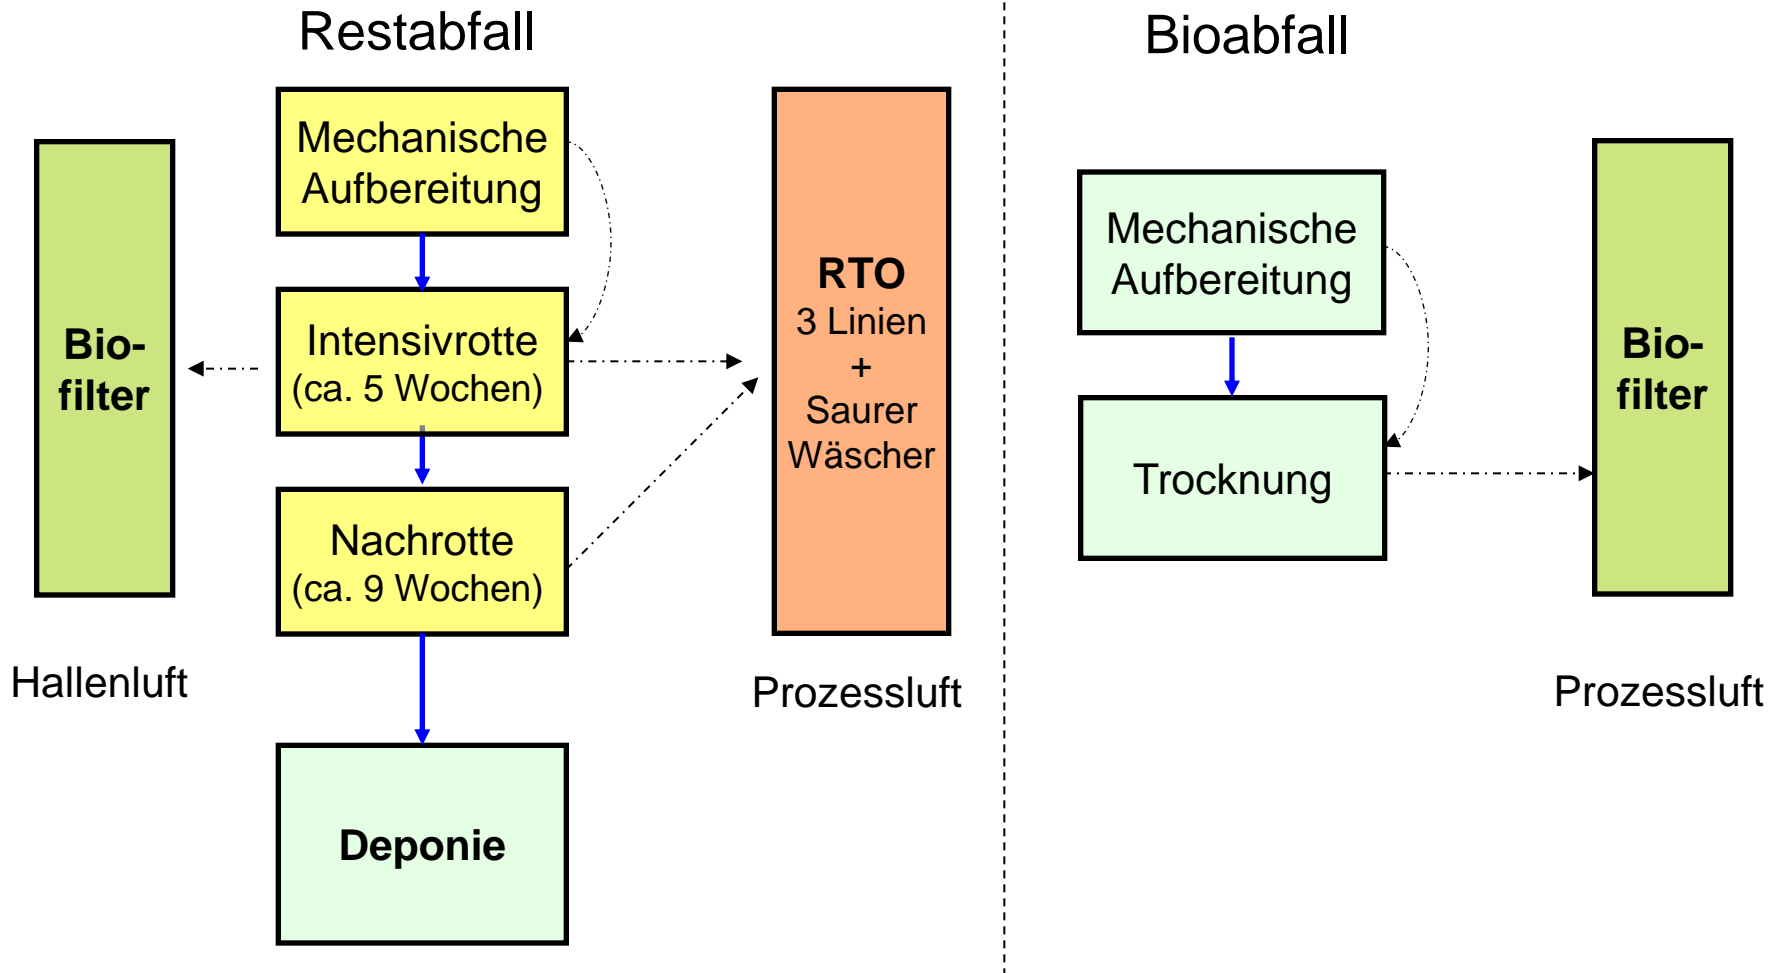 Restabfall
Mechanische
Aufbereitung
Intensivrotte
(ca. 5 Wochen)
Nachrotte
(ca. 9 Wochen)
Deponie
Bio-
filter
Hallenluft
RTO
3 Linien
+
Saurer
Wäscher
Prozessluft
Bioabfall
Mechanische
Aufbereitung
Trocknung
Bio-
filter
Prozessluft